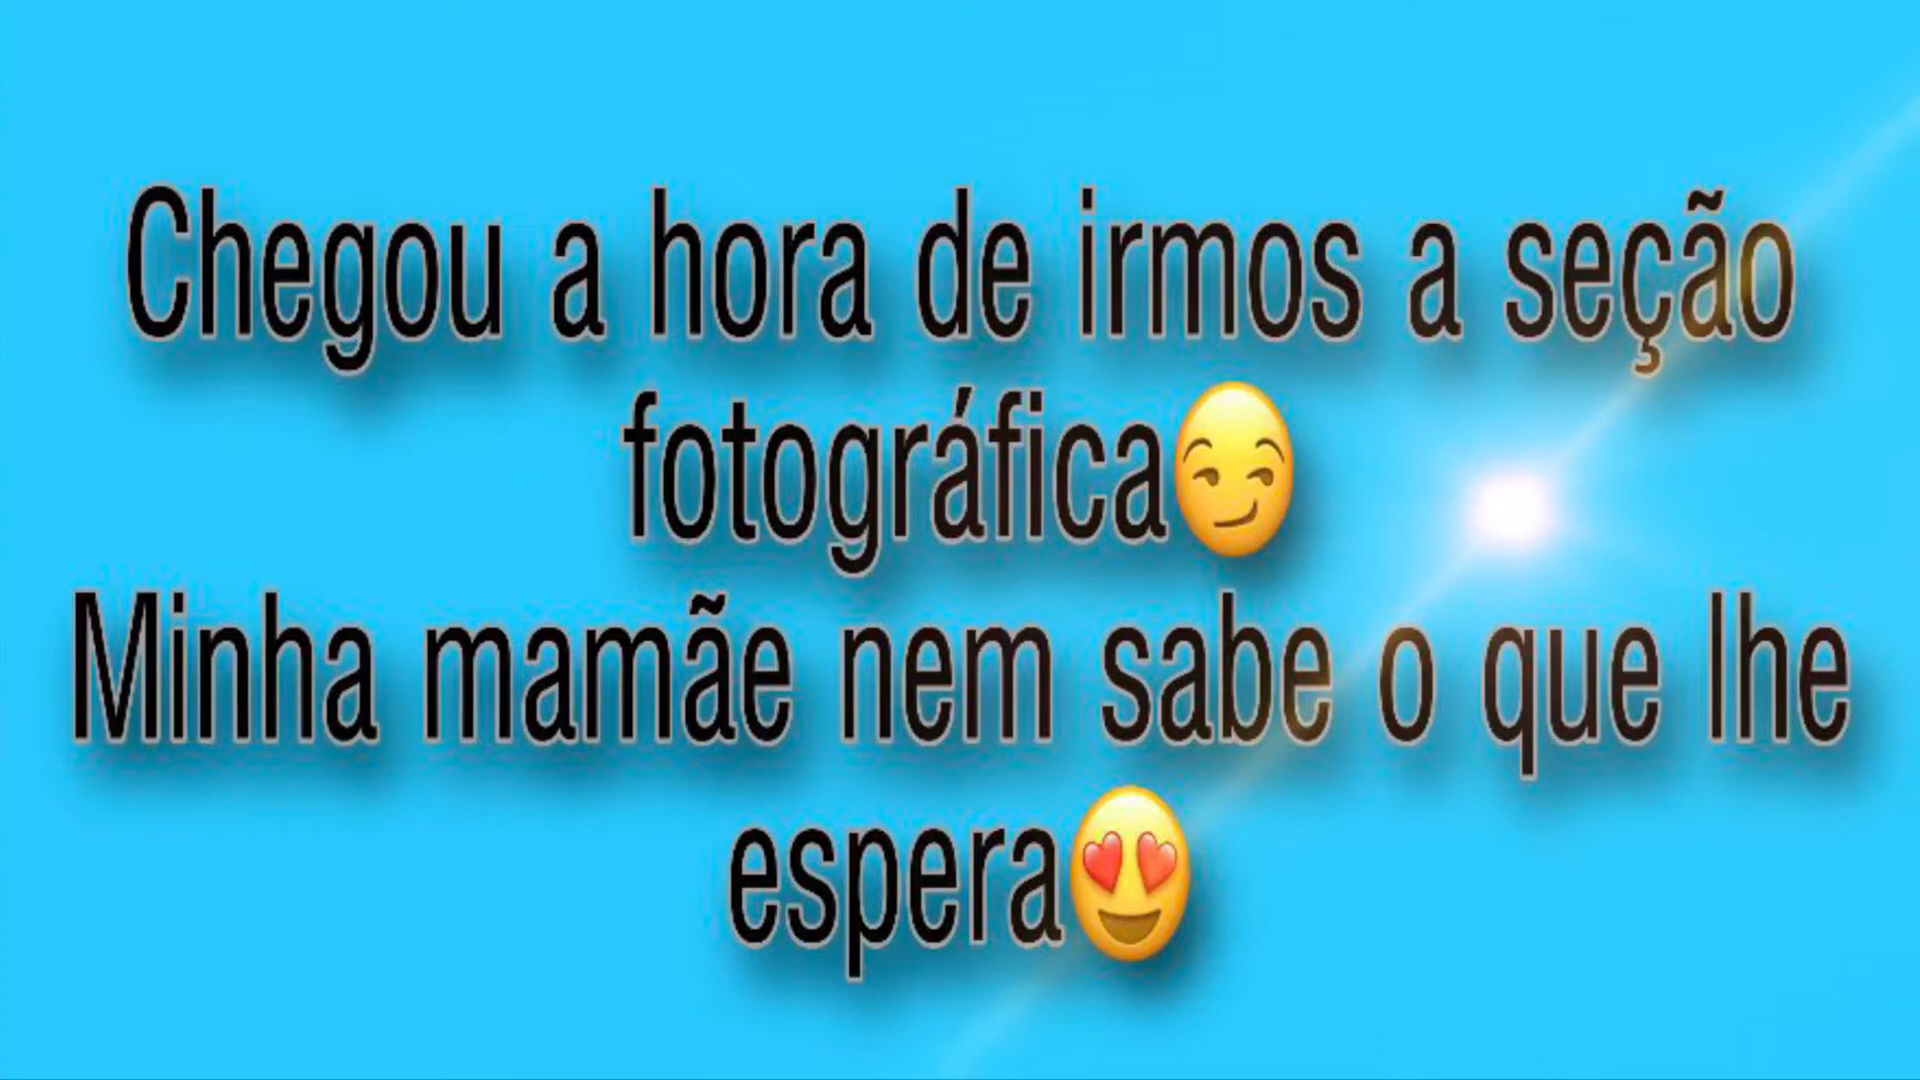 Chegou a hora de irmos a seção
fotográfica😏
Minha mamãe nem sabe o que lhe
espera😍